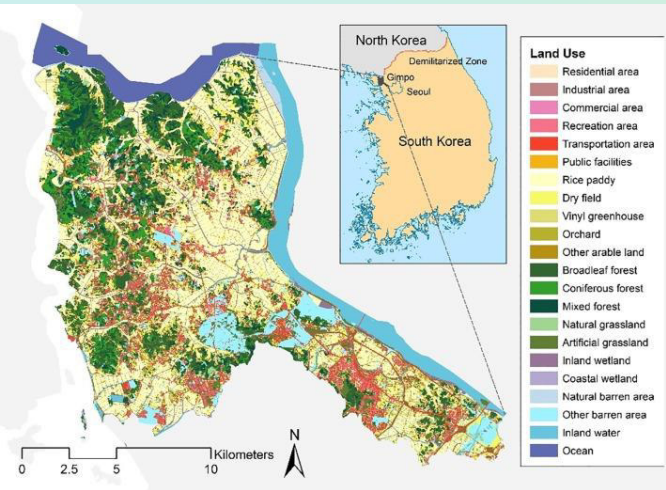 North Korea
Demilitarized Zone
Gimpo
Seoul
South Korea
Land Use
Residential area
Industrial area
Commercial area
Recreation area
Transportation area
Public facilities
Rice paddy
Dry field
Vinyl greenhouse
Orchard
Other arable land
Broadleaf forest
Coniferous forest
Mixed forest
Natural grassland
Artificial grassland
Inland wetland
Coastal wetland
Natural barren area
Other barren area
Inland water
Ocean
N
Kilometers
0 2.5 5 10